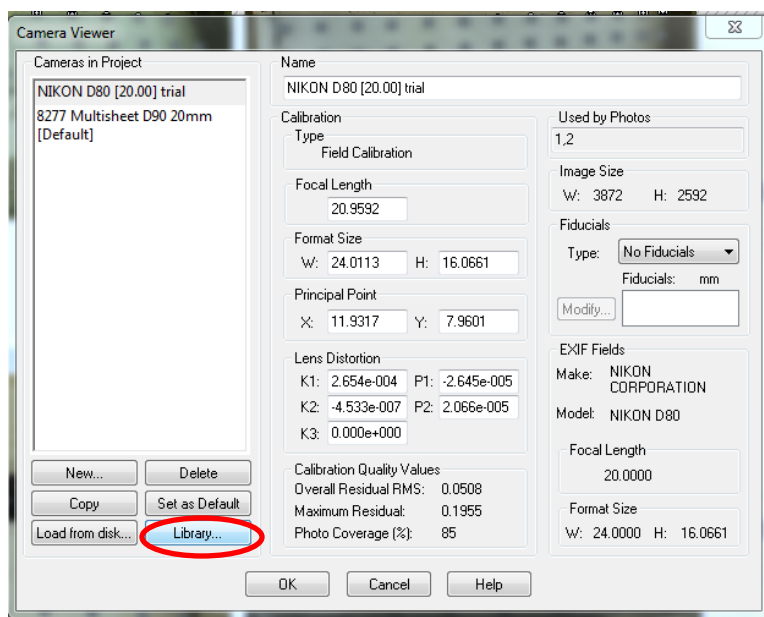 Camera Viewer
Cameras in Project
NIKON D80 [20.00] trial
8277 Multisheet D90 20mm
[Default]
New...
Delete
Copy
Set as Default
Load from disk...
Library...
Name
NIKON D80 [20.00] trial
Calibration
Type
Field Calibration
Focal Length
20.9592
Format Size
W: 24.0113 H: 16.0661
Principal Point
X: 11.9317 Y: 7.9601
Lens Distortion
K1: 2.654e-004 P1: -2.645e-005
K2: -4.533e-007 P2: 2.066e-005
K3: 0.000e+000
Calibration Quality Values
Overall Residual RMS: 0.0508
Maximum Residual: 0.1955
Photo Coverage (%): 85
Used by Photos
1,2
Image Size
W: 3872 H: 2592
Fiducials
Type: No Fiducials
Fiducials: mm
Modify...
EXIF Fields
Make: NIKON
CORPORATION
Model: NIKON D80
Focal Length
20.0000
Format Size
W: 24.0000 H: 16.0661
OK
Cancel
Help